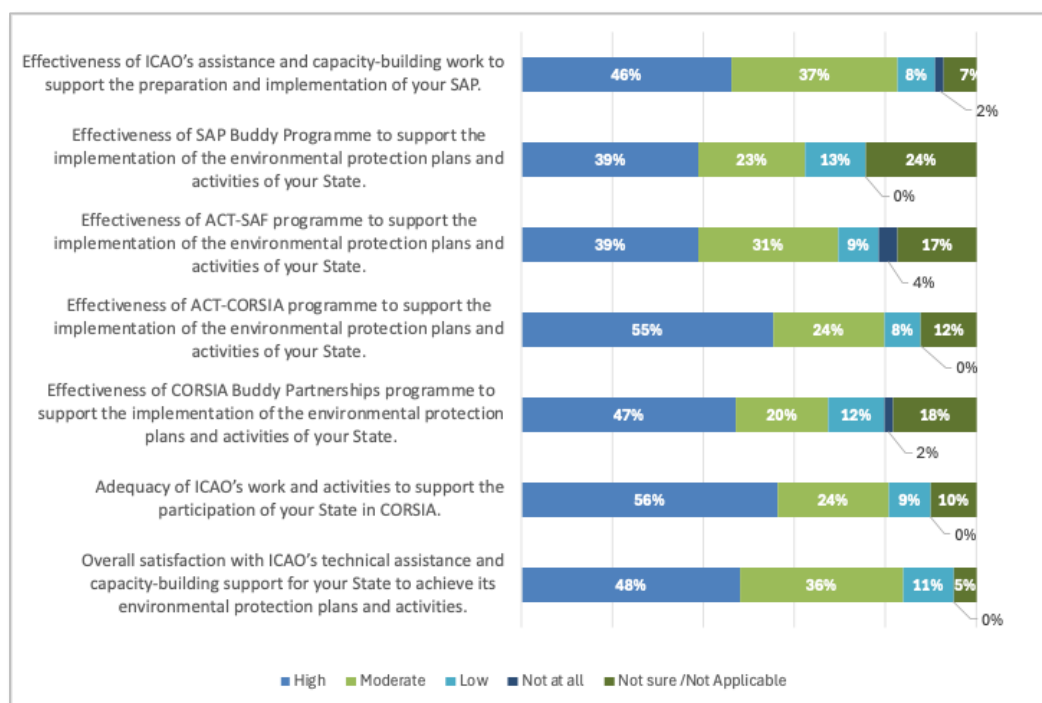 Effectiveness of ICAO's assistance and capacity-building work to
support the preparation and implementation of your SAP.
46% 37% 8% 7%
2%
Effectiveness of SAP Buddy Programme to support the
implementation of the environmental protection plans and
activities of your State.
39% 23% 13% 24%
0%
Effectiveness of ACT-SAF programme to support the
implementation of the environmental protection plans and
activities of your State.
39% 31% 9% 17%
4%
Effectiveness of ACT-CORSIA programme to support the
implementation of the environmental protection plans and
activities of your State.
55% 24% 8% 12%
0%
Effectiveness of CORSIA Buddy Partnerships programme to
support the implementation of the environmental protection
plans and activities of your State.
47% 20% 12% 18%
2%
Adequacy of ICAO's work and activities to support the
participation of your State in CORSIA.
56% 24% 9% 10%
0%
Overall satisfaction with ICAO's technical assistance and
capacity-building support for your State to achieve its
environmental protection plans and activities.
48% 36% 11% 5%
0%
High Moderate Low Not at all Not sure /Not Applicable